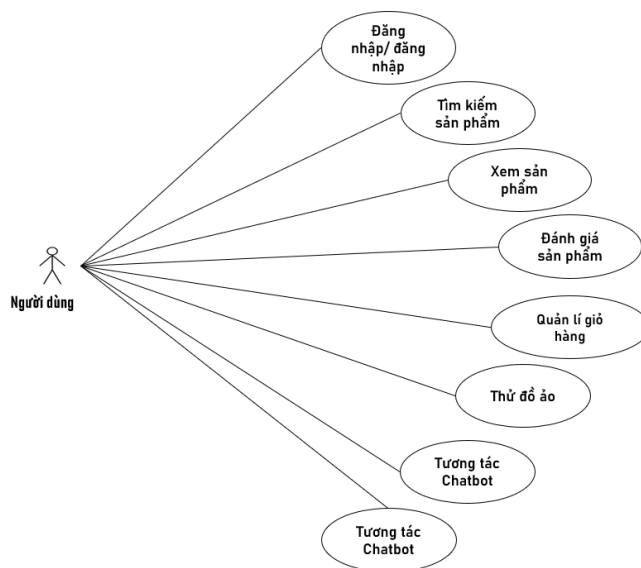 Đăng
nhập/ đăng
nhập
Tìm kiếm
sản phẩm
Xem sản
phẩm
Đánh giá
sản phẩm
Người dùng
Quản lí giỏ
hàng
Thử đồ ảo
Tương tác
Chatbot
Tương tác
Chatbot